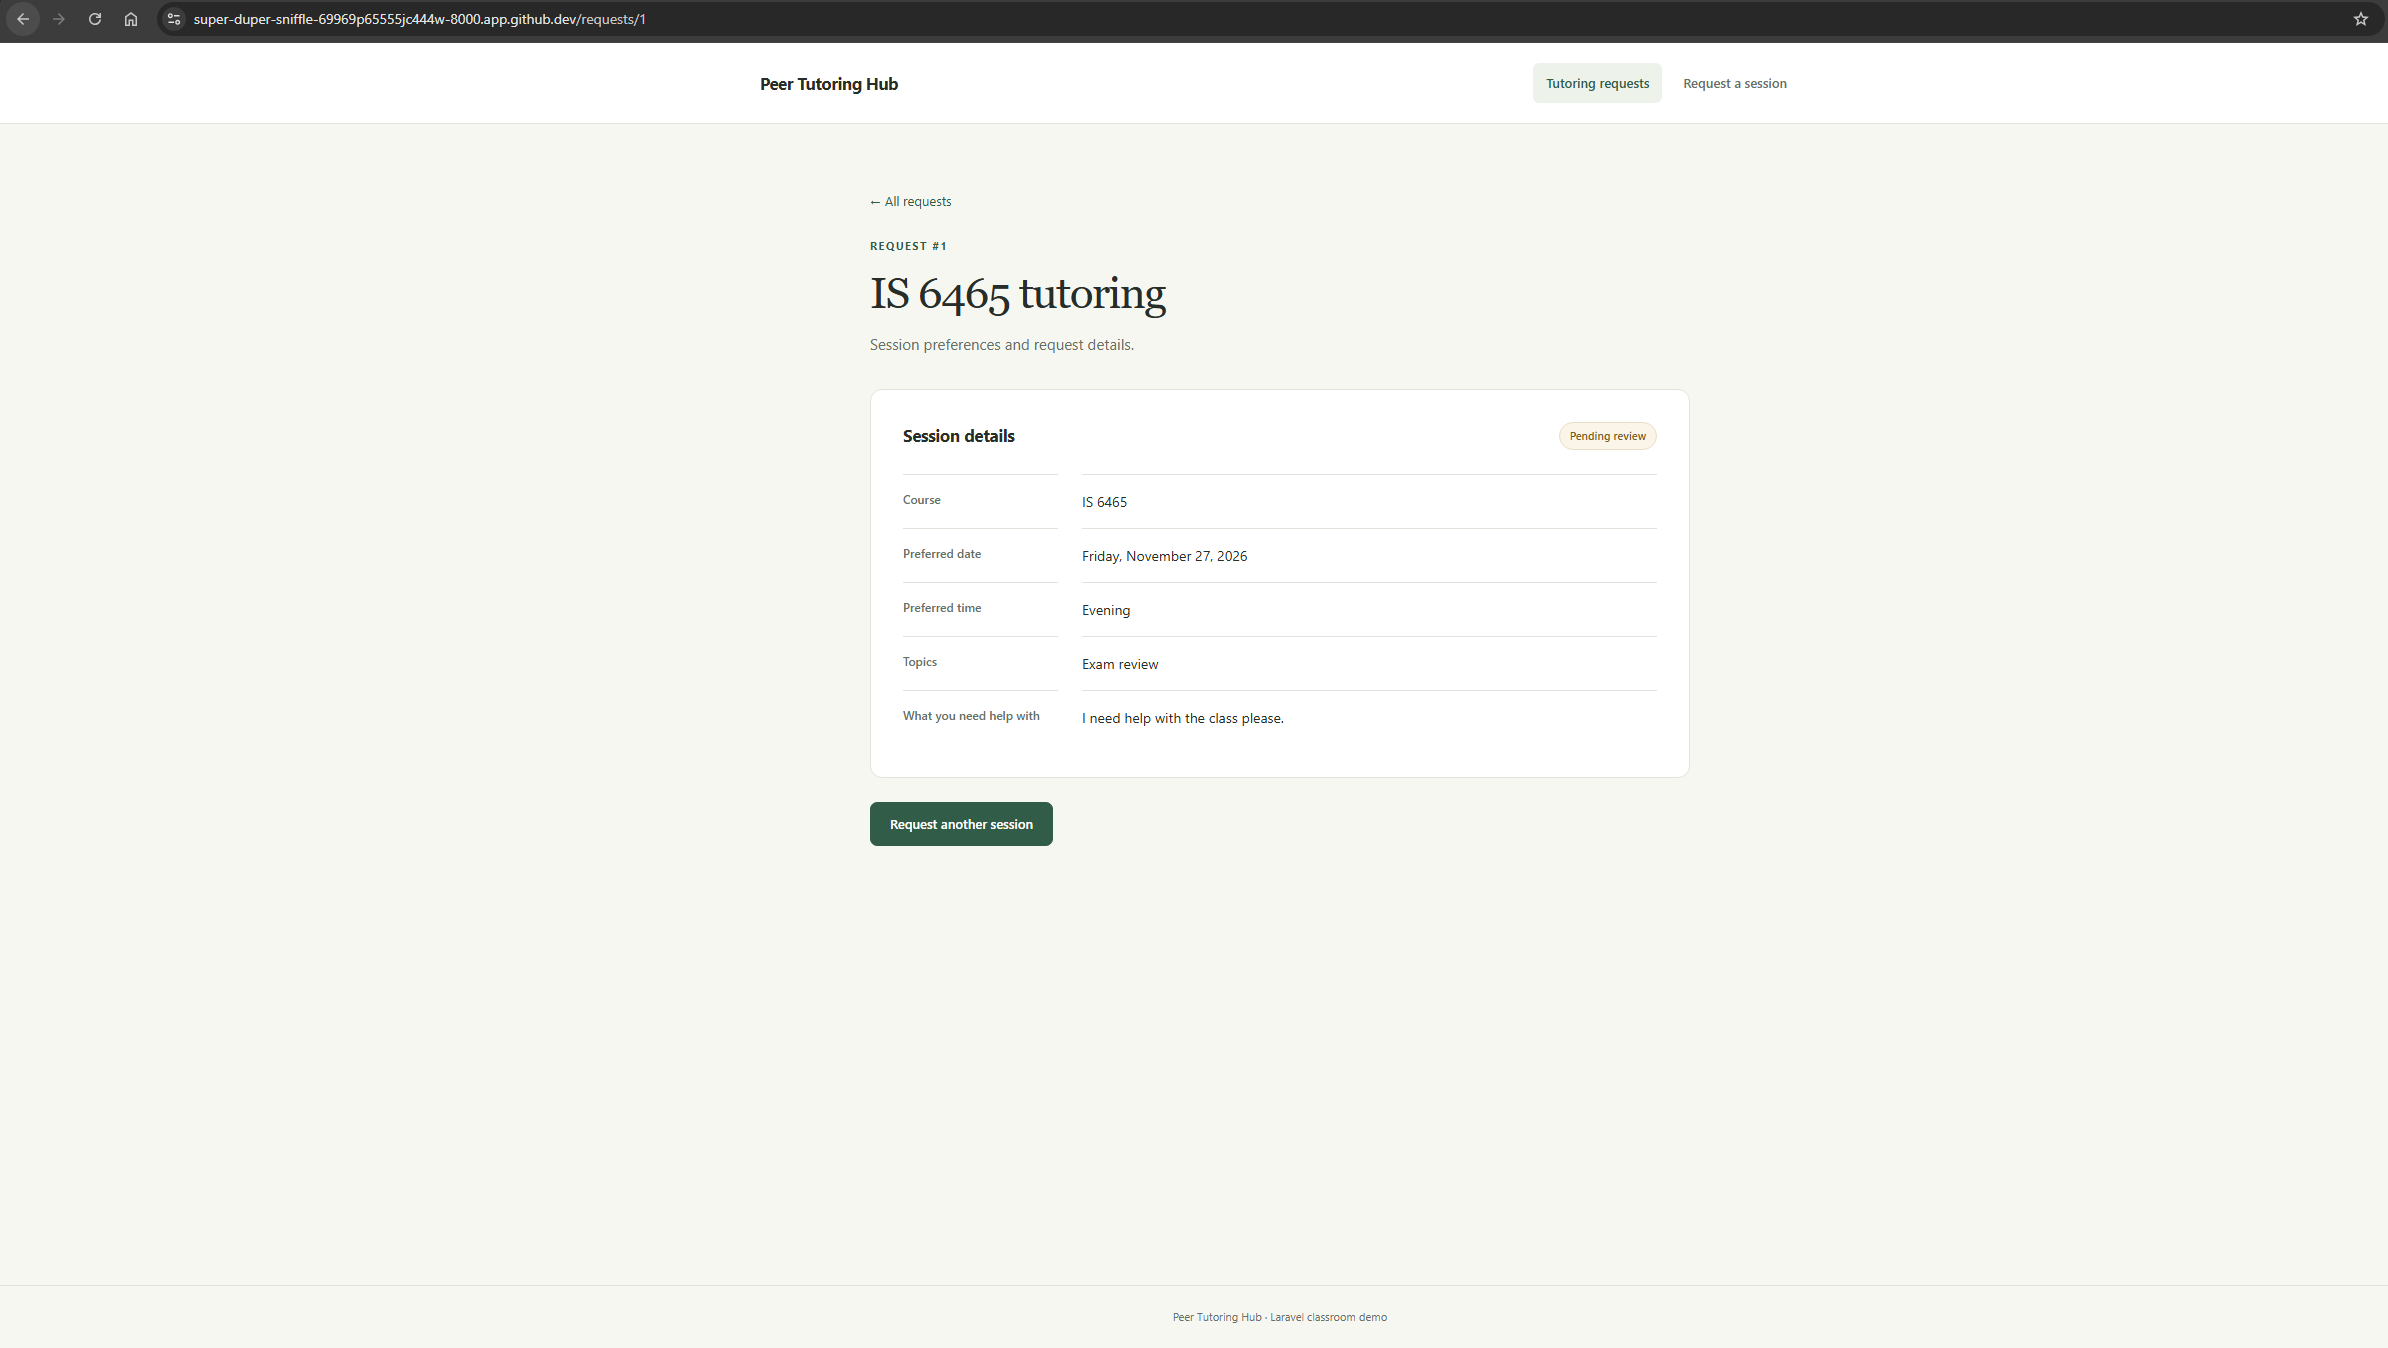 super-duper-sniffle-69969p65555jc444w-8000.app.github.dev/requests/1
Peer Tutoring Hub
Tutoring requests
Request a session
← All requests
REQUEST #1
IS 6465 tutoring
Session preferences and request details.
Session details
Pending review
Course
IS 6465
Preferred date
Friday, November 27, 2026
Preferred time
Evening
Topics
Exam review
What you need help with
I need help with the class please.
Request another session
Peer Tutoring Hub · Laravel classroom demo